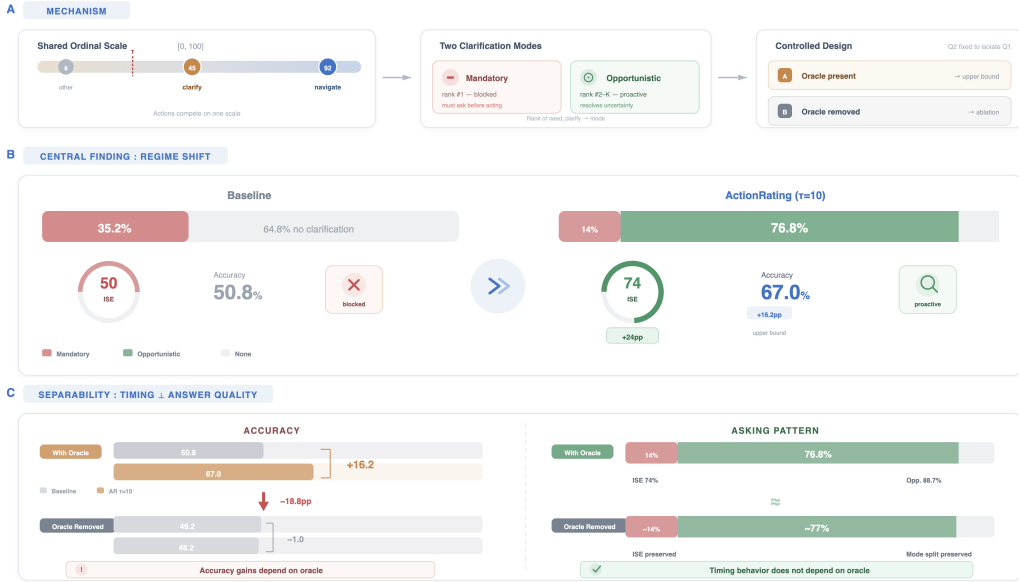 A MECHANISM
Shared Ordinal Scale [0, 100]
τ
8 45 92
other clarify navigate
Actions compete on one scale
Two Clarification Modes
Mandatory
rank #1 — blocked
must ask before acting
Opportunistic
rank #2–K — proactive
resolves uncertainty
Rank of need_clarify → mode
Controlled Design Q2 fixed to isolate Q1
A Oracle present → upper bound
B Oracle removed → ablation
B CENTRAL FINDING : REGIME SHIFT
Baseline
35.2% 64.8% no clarification
50
ISE
Accuracy
50.8%
blocked
ActionRating (τ=10)
14% 76.8%
74
ISE
+24pp
Accuracy
67.0%
+16.2pp
upper bound
proactive
Mandatory Opportunistic None
C SEPARABILITY : TIMING ⊥ ANSWER QUALITY
ACCURACY
With Oracle 50.8
67.0
+16.2
Baseline AR τ=10
−18.8pp
Oracle Removed 49.2
48.2
−1.0
! Accuracy gains depend on oracle
ASKING PATTERN
With Oracle 14% 76.8%
ISE 74% Opp. 88.7%
≈
Oracle Removed ~14% ~77%
ISE preserved Mode split preserved
Timing behavior does not depend on oracle